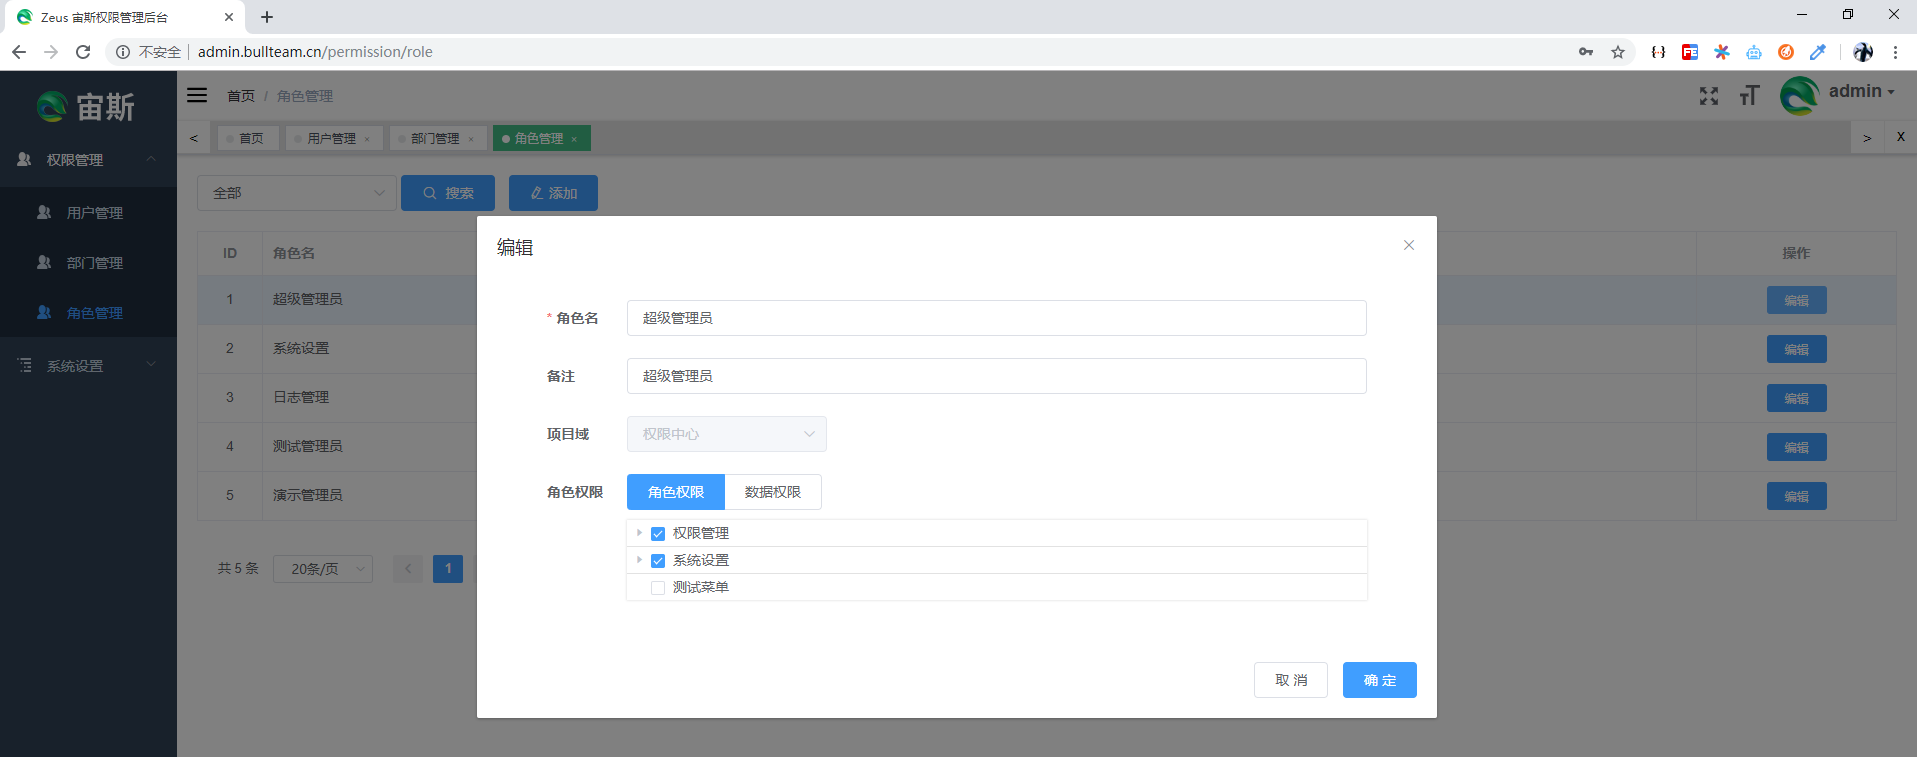 Zeus 宙斯权限管理后台
不安全 admin.bullteam.cn/permission/role
宙斯
首页 / 角色管理
admin
< 首页 用户管理 × 部门管理 × 角色管理 × > X
权限管理
用户管理
部门管理
角色管理
系统设置
全部 搜索 添加
ID 角色名 操作
1 超级管理员 编辑
2 系统设置 编辑
3 日志管理 编辑
4 测试管理员 编辑
5 演示管理员 编辑
共 5 条 20条/页 < 1
编辑
* 角色名 超级管理员
备注 超级管理员
项目域 权限中心
角色权限 角色权限 数据权限
权限管理
系统设置
测试菜单
取 消 确 定